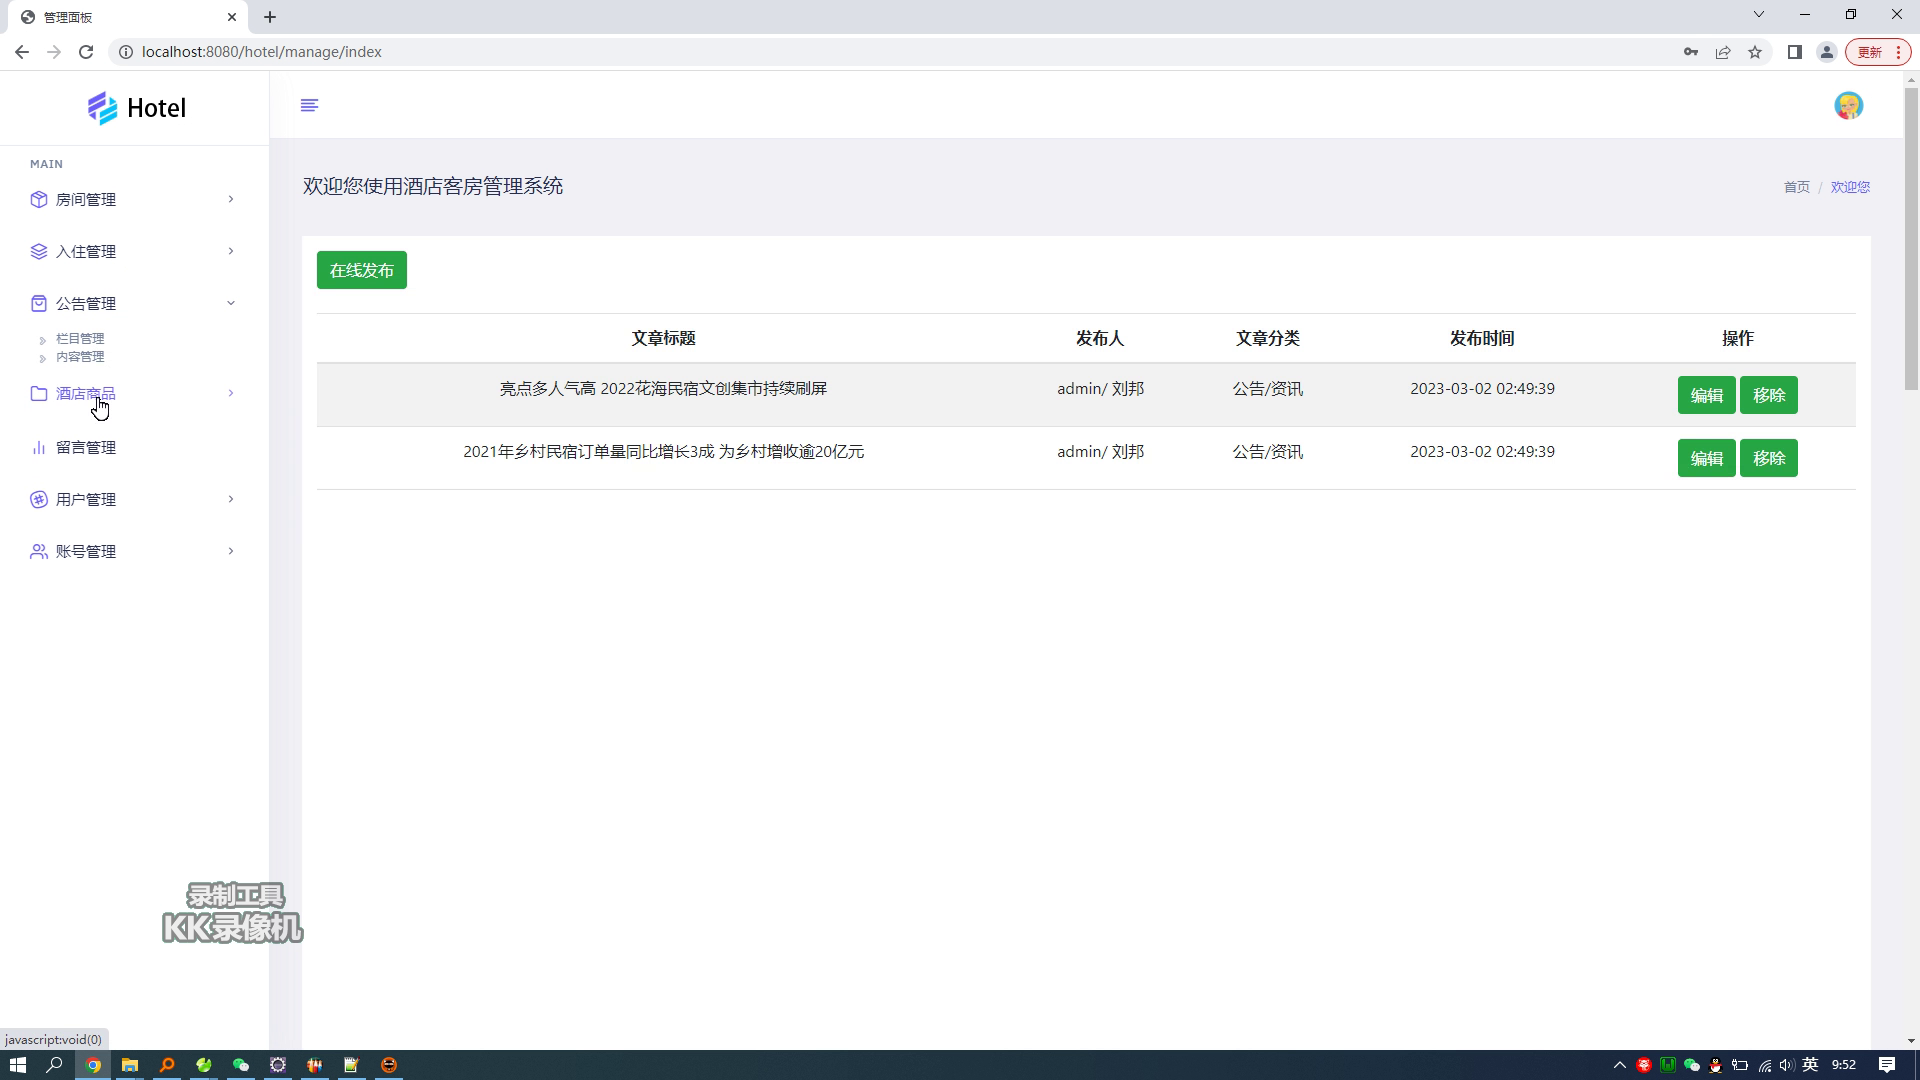 管理面板
localhost:8080/hotel/manage/index
更新
Hotel
MAIN
房间管理
入住管理
公告管理
栏目管理
内容管理
酒店商品
留言管理
用户管理
账号管理
欢迎您使用酒店客房管理系统
首页 / 欢迎您
在线发布
文章标题 发布人 文章分类 发布时间 操作
亮点多人气高 2022花海民宿文创集市持续刷屏 admin/ 刘邦 公告/资讯 2023-03-02 02:49:39 编辑 移除
2021年乡村民宿订单量同比增长3成 为乡村增收逾20亿元 admin/ 刘邦 公告/资讯 2023-03-02 02:49:39 编辑 移除
录制工具
KK录像机
javascript:void(0)
英 9:52